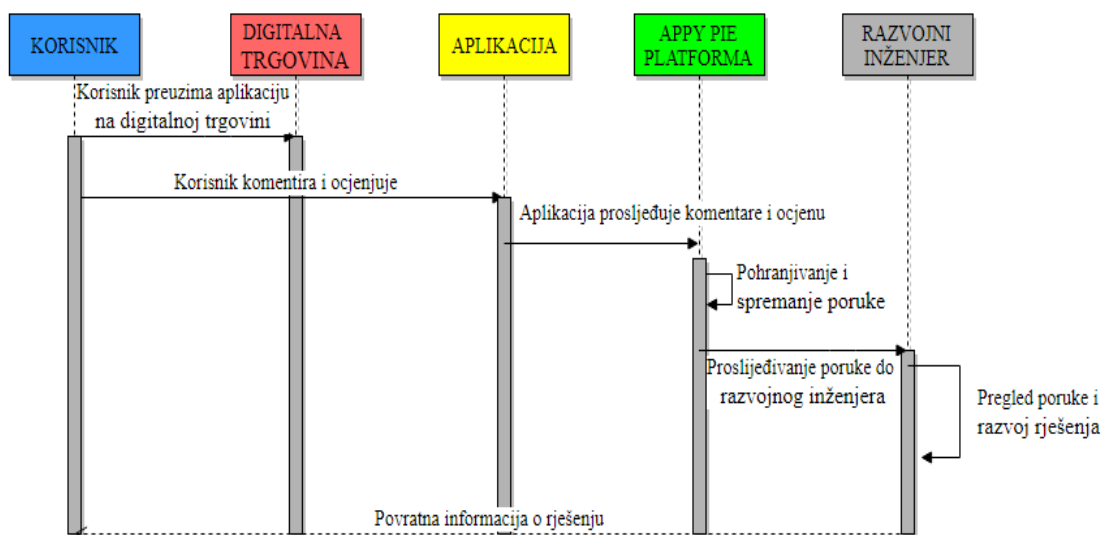 KORISNIK
DIGITALNA
TRGOVINA
APLIKACIJA
APPY PIE
PLATFORMA
RAZVOJNI
INŽENJER
Korisnik preuzima aplikaciju
na digitalnoj trgovini
Korisnik komentira i ocjenjuje
Aplikacija prosljeđuje komentare i ocjenu
Pohranjivanje i
spremanje poruke
Proslijeđivanje poruke do
razvojnog inženjera
Pregled poruke i
razvoj rješenja
Povratna informacija o rješenju